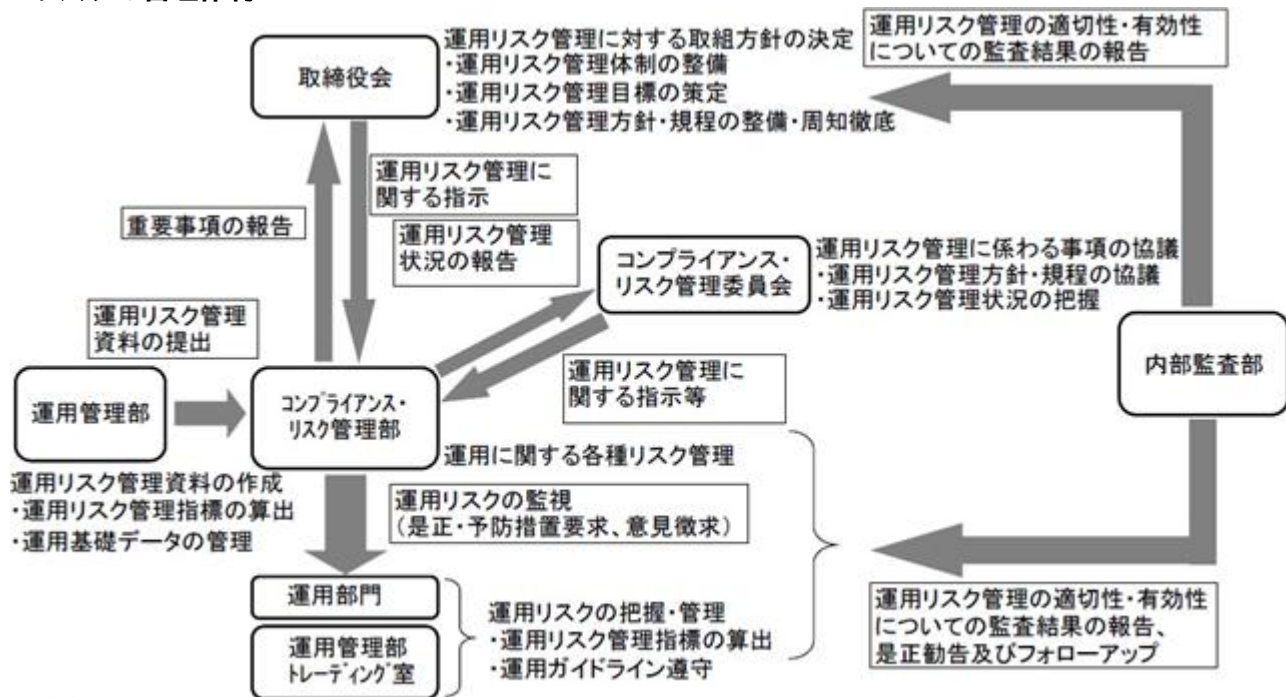 取締役会
運用リスク管理に対する取組方針の決定
・運用リスク管理体制の整備
・運用リスク管理目標の策定
・運用リスク管理方針・規程の整備・周知徹底
運用リスク管理の適切性・有効性
についての監査結果の報告
運用リスク管理に
関する指示
重要事項の報告
運用リスク管理
状況の報告
コンプライアンス・
リスク管理委員会
運用リスク管理に係わる事項の協議
・運用リスク管理方針・規程の協議
・運用リスク管理状況の把握
運用リスク管理
資料の提出
内部監査部
運用管理部
コンプライアンス・
リスク管理部
運用リスク管理に
関する指示等
運用に関する各種リスク管理
運用リスク管理資料の作成
・運用リスク管理指標の算出
・運用基礎データの管理
運用リスクの監視
(是正・予防措置要求、意見徴求)
運用部門
運用管理部
トレーディング室
運用リスクの把握・管理
・運用リスク管理指標の算出
・運用ガイドライン遵守
運用リスク管理の適切性・有効性
についての監査結果の報告、
是正勧告及びフォローアップ